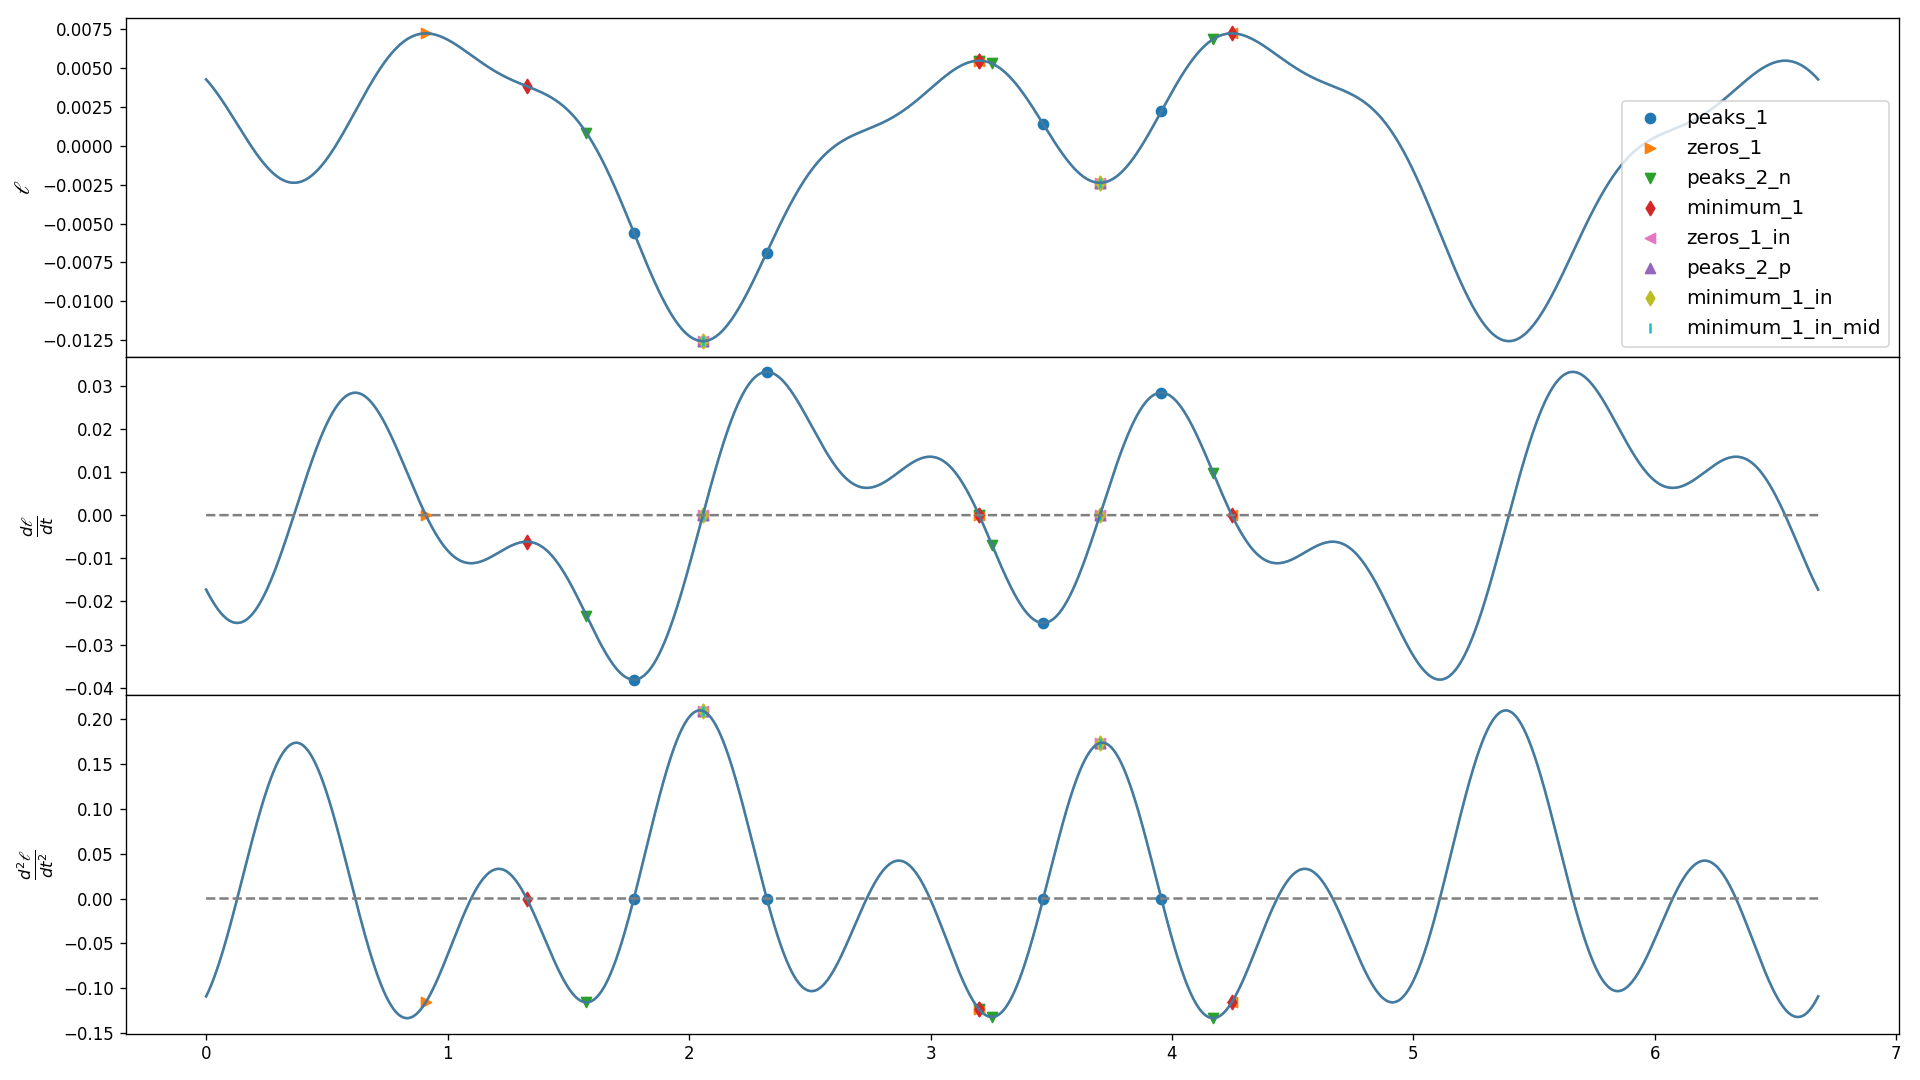 0.0075
0.0050
0.0025
0.0000
−0.0025
−0.0050
−0.0075
−0.0100
−0.0125
ℓ
peaks_1
zeros_1
peaks_2_n
minimum_1
zeros_1_in
peaks_2_p
minimum_1_in
minimum_1_in_mid
0.03
0.02
0.01
0.00
−0.01
−0.02
−0.03
−0.04
dℓ
dt
0.20
0.15
0.10
0.05
0.00
−0.05
−0.10
−0.15
d²ℓ
dt²
0 1 2 3 4 5 6 7